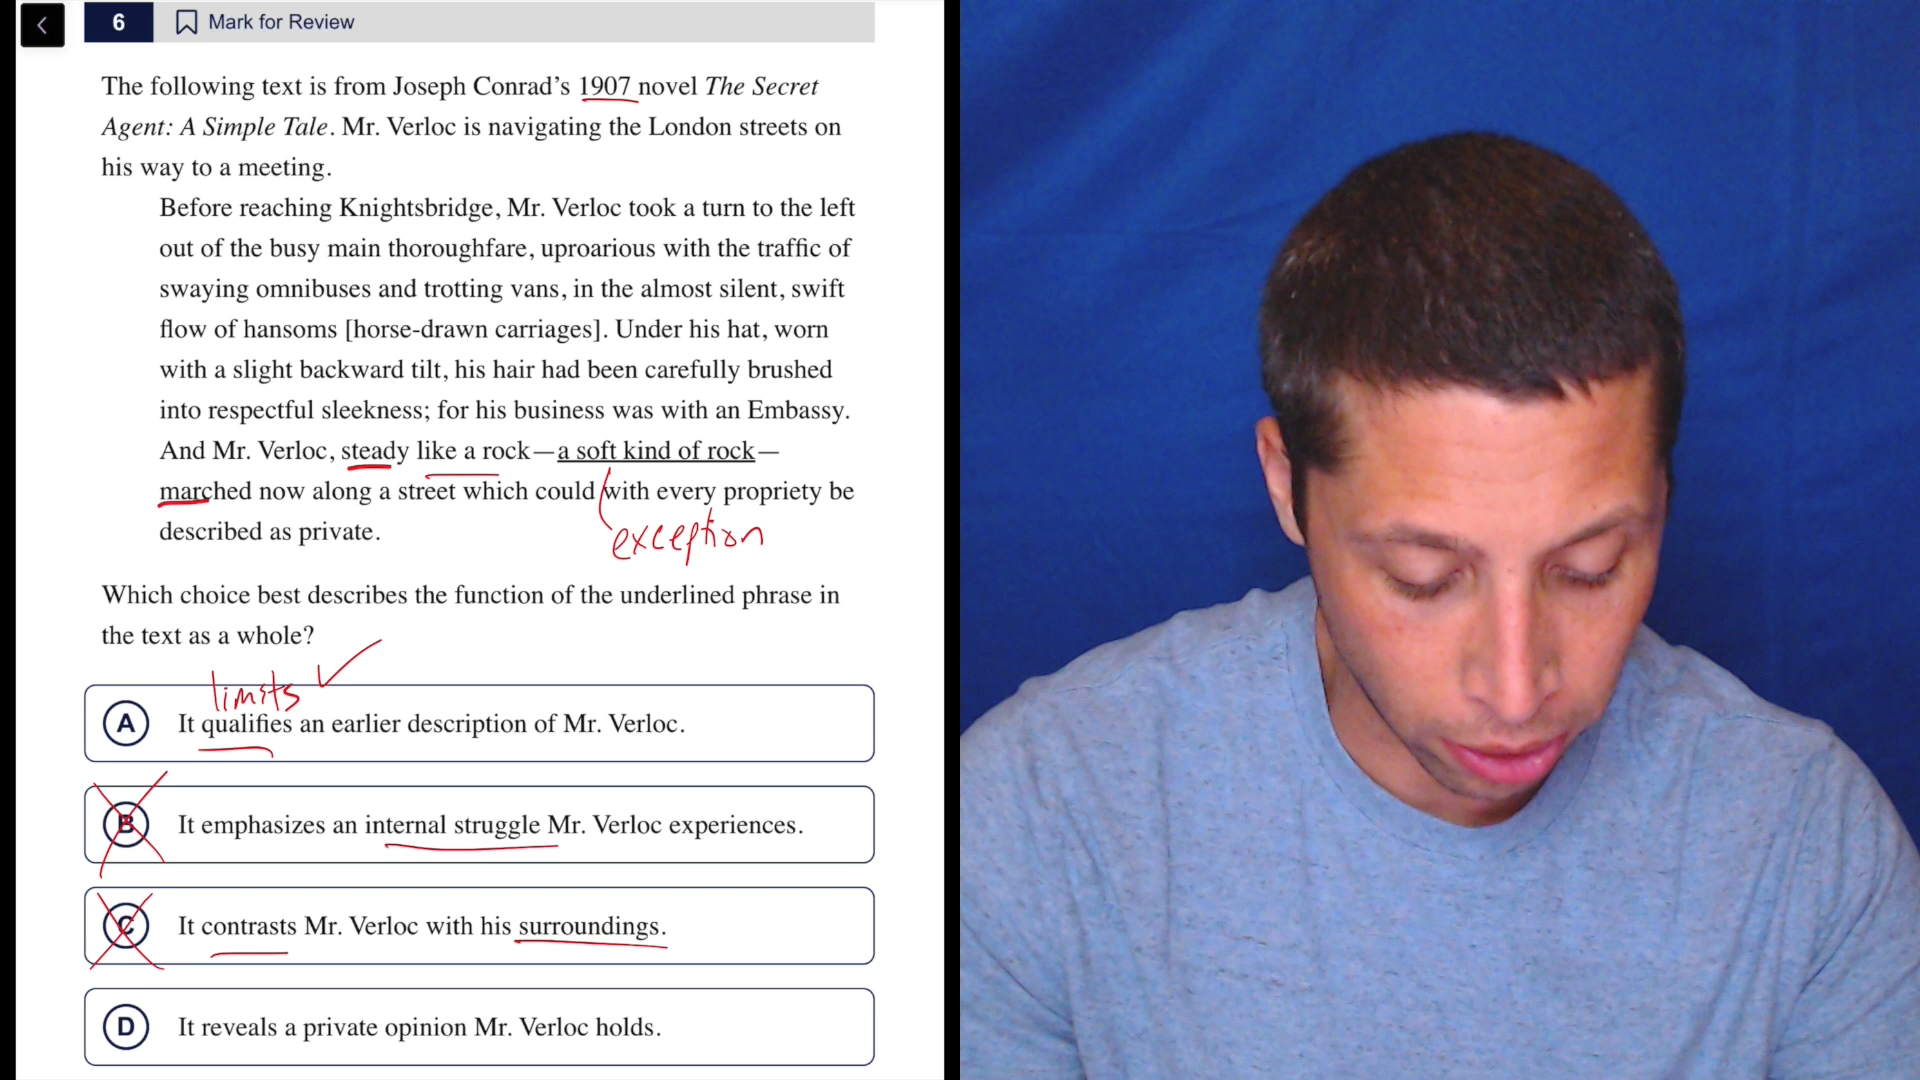 6 Mark for Review
The following text is from Joseph Conrad's 1907 novel The Secret
Agent: A Simple Tale. Mr. Verloc is navigating the London streets on
his way to a meeting.
Before reaching Knightsbridge, Mr. Verloc took a turn to the left
out of the busy main thoroughfare, uproarious with the traffic of
swaying omnibuses and trotting vans, in the almost silent, swift
flow of hansoms [horse-drawn carriages]. Under his hat, worn
with a slight backward tilt, his hair had been carefully brushed
into respectful sleekness; for his business was with an Embassy.
And Mr. Verloc, steady like a rock—a soft kind of rock—
marched now along a street which could with every propriety be
described as private.
exception
Which choice best describes the function of the underlined phrase in
the text as a whole?
limits
A It qualifies an earlier description of Mr. Verloc.
B It emphasizes an internal struggle Mr. Verloc experiences.
C It contrasts Mr. Verloc with his surroundings.
D It reveals a private opinion Mr. Verloc holds.